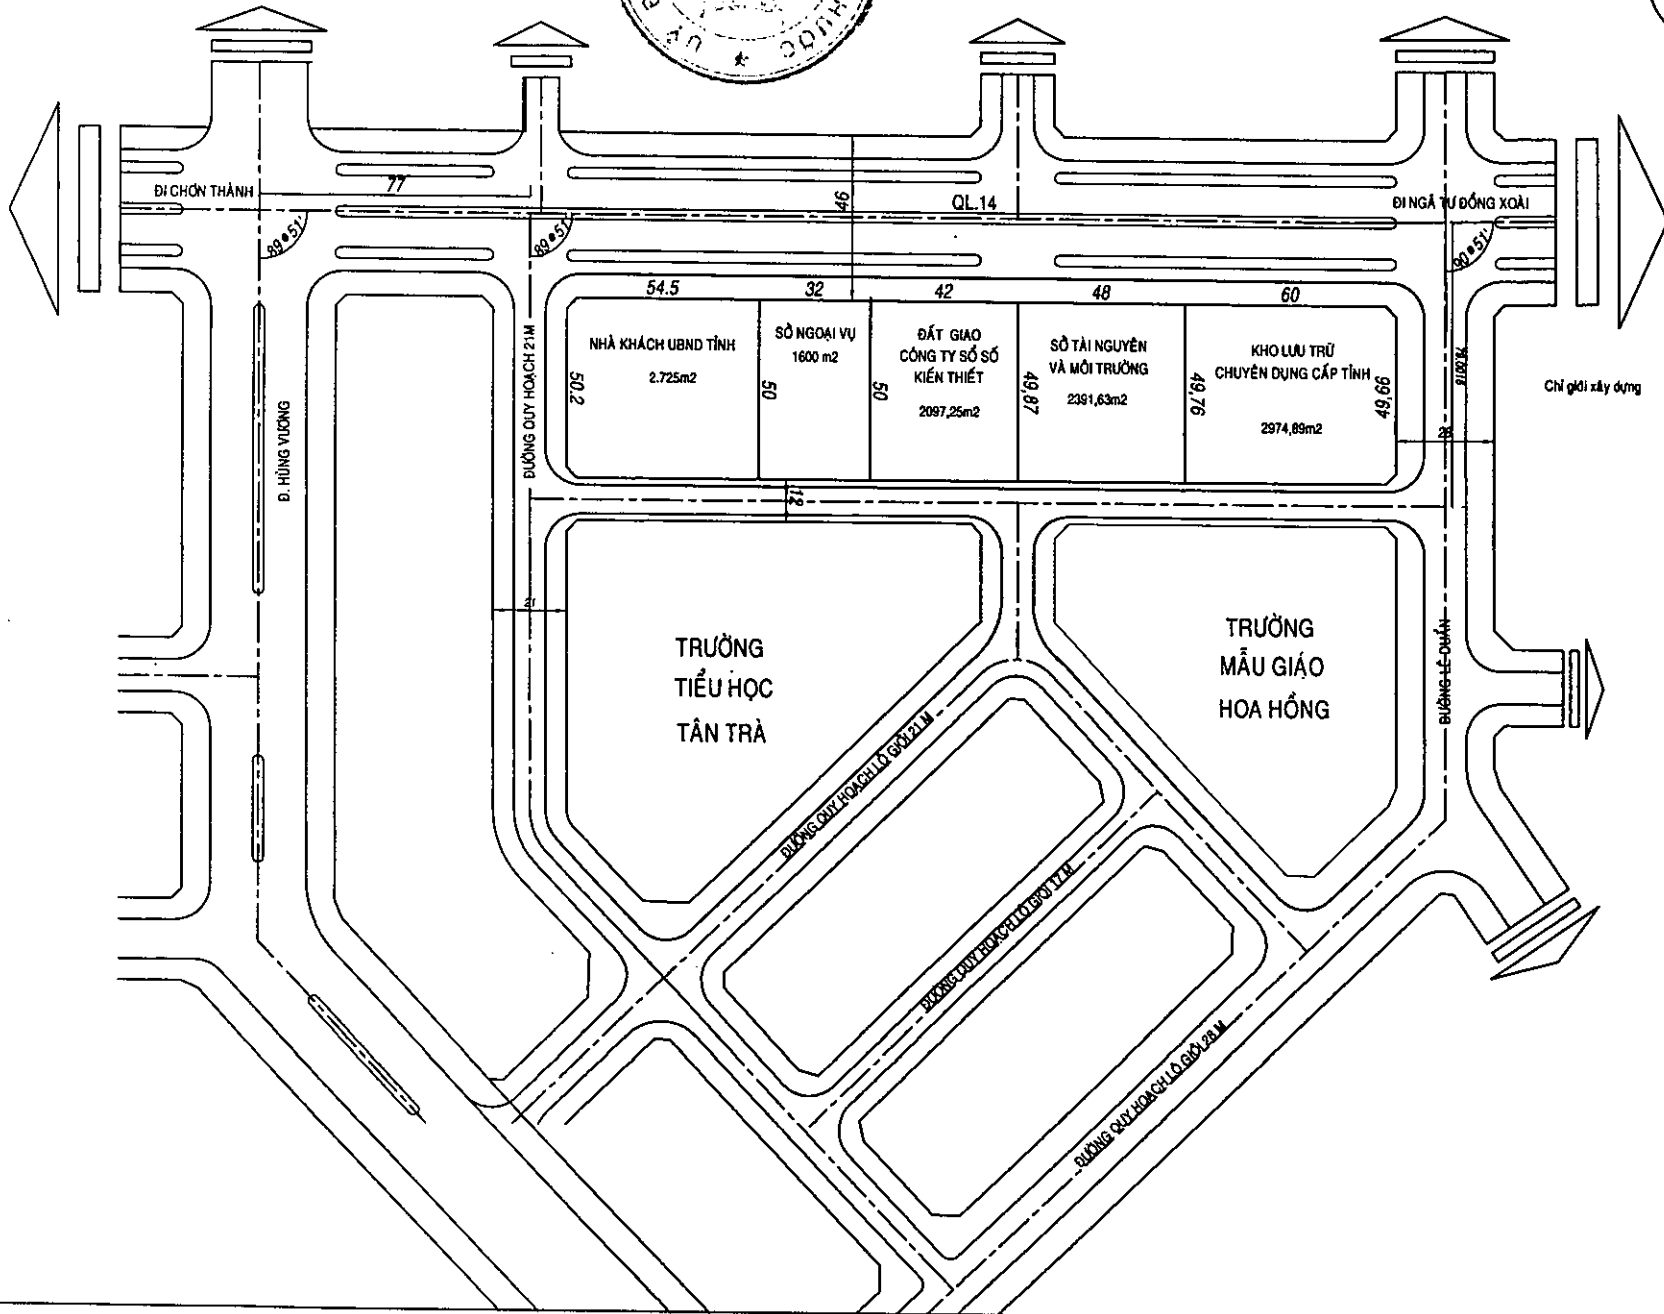 ỦY B
HƯỚC
ĐI CHƠN THÀNH
77
46
QL.14
ĐI NGÃ TƯ ĐỒNG XOÀI
89°51'
89°51'
90°51'
54.5
32
42
48
60
NHÀ KHÁCH UBND TỈNH
2.725m2
SỞ NGOẠI VỤ
1600 m2
ĐẤT GIAO
CÔNG TY SỔ SỐ
KIẾN THIẾT
2097,25m2
SỞ TÀI NGUYÊN
VÀ MÔI TRƯỜNG
2391,63m2
KHO LƯU TRỮ
CHUYÊN DỤNG CẤP TỈNH
2974,89m2
50.2
50
50
49,87
49,76
49,66
Chỉ giới xây dựng
Đ. HÙNG VƯƠNG
ĐƯỜNG QUY HOẠCH 21M
12
21
TRƯỜNG
TIỂU HỌC
TÂN TRÀ
TRƯỜNG
MẪU GIÁO
HOA HỒNG
ĐƯỜNG LÊ DUẨN
ĐƯỜNG QUY HOẠCH LỘ GIỚI 21 M
ĐƯỜNG QUY HOẠCH LỘ GIỚI 17 M
ĐƯỜNG QUY HOẠCH LỘ GIỚI 28 M